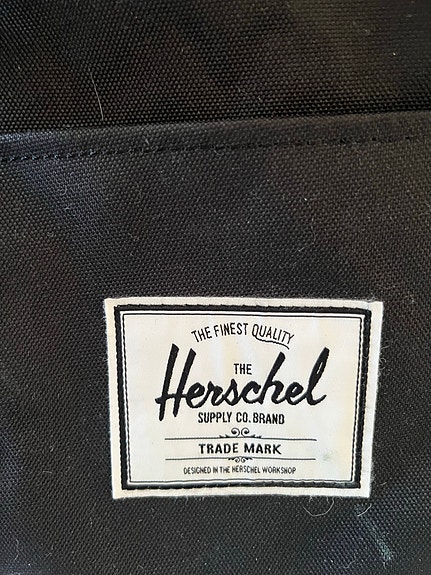 THE FINEST QUALITY
THE
Herschel
SUPPLY CO. BRAND
TRADE MARK
DESIGNED IN THE HERSCHEL WORKSHOP